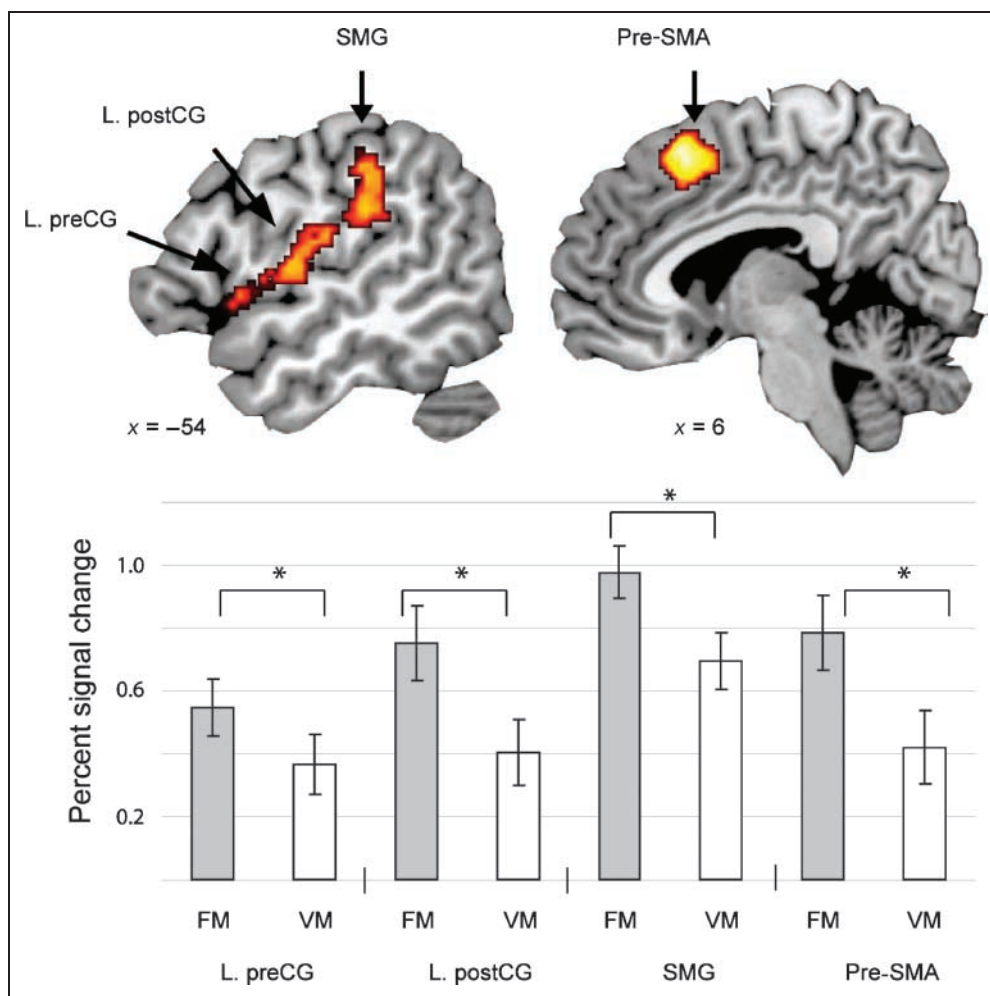 SMG Pre-SMA
L. postCG
L. preCG
x = –54 x = 6
* * * *
Percent signal change
1.0
0.6
0.2
FM VM FM VM FM VM FM VM
L. preCG L. postCG SMG Pre-SMA